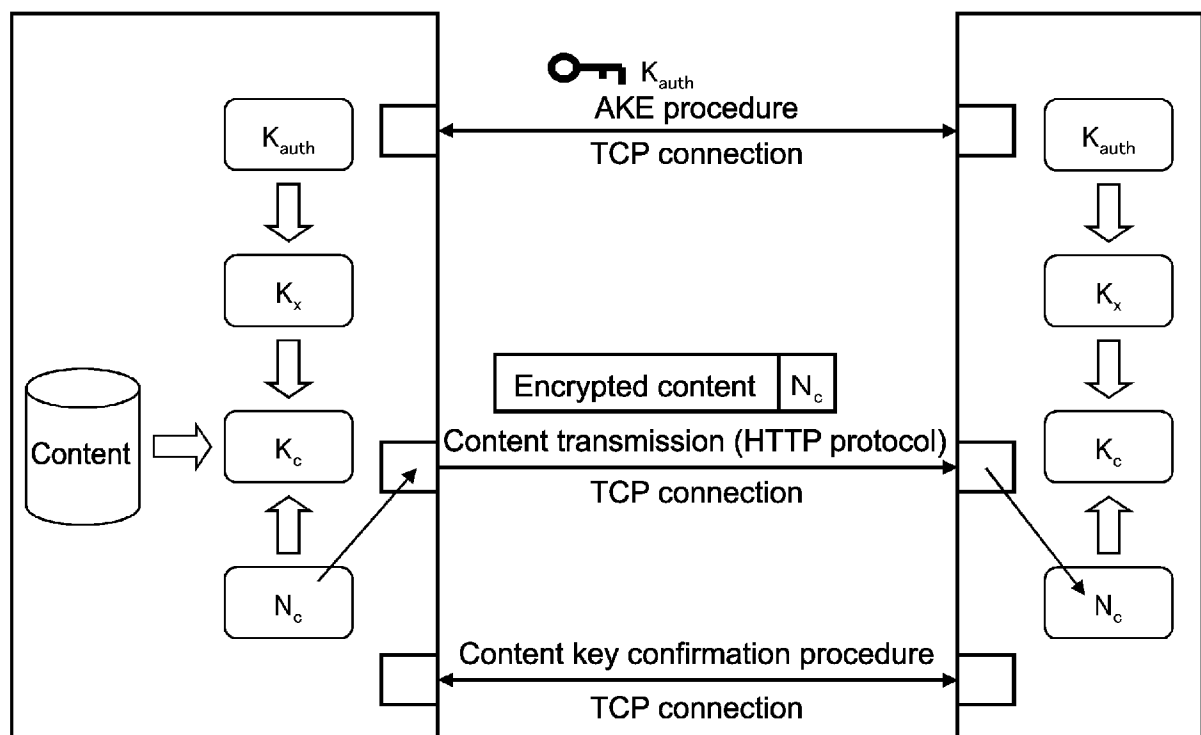 K_auth
AKE procedure
TCP connection
K_auth
K_x
Content
K_c
N_c
Encrypted content N_c
Content transmission (HTTP protocol)
TCP connection
Content key confirmation procedure
TCP connection
K_auth
K_x
K_c
N_c